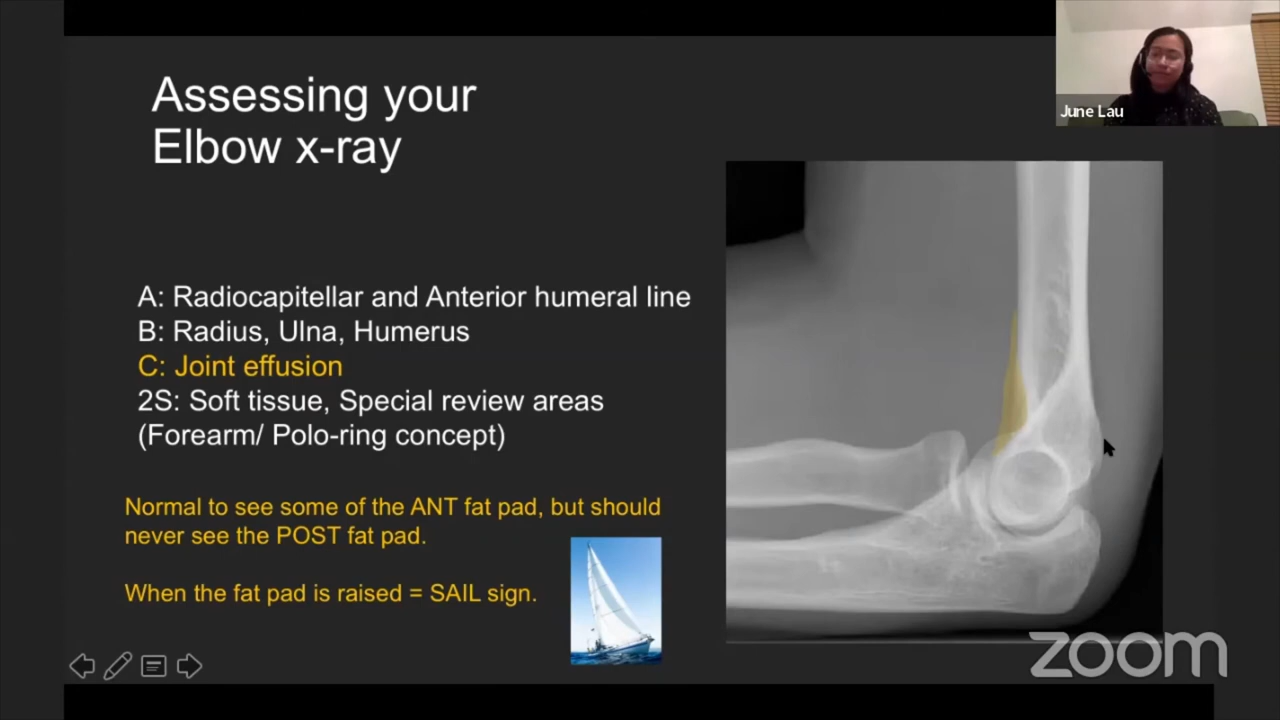 June Lau
Assessing your
Elbow x-ray
A: Radiocapitellar and Anterior humeral line
B: Radius, Ulna, Humerus
C: Joint effusion
2S: Soft tissue, Special review areas
(Forearm/ Polo-ring concept)
Normal to see some of the ANT fat pad, but should
never see the POST fat pad.
When the fat pad is raised = SAIL sign.
zoom